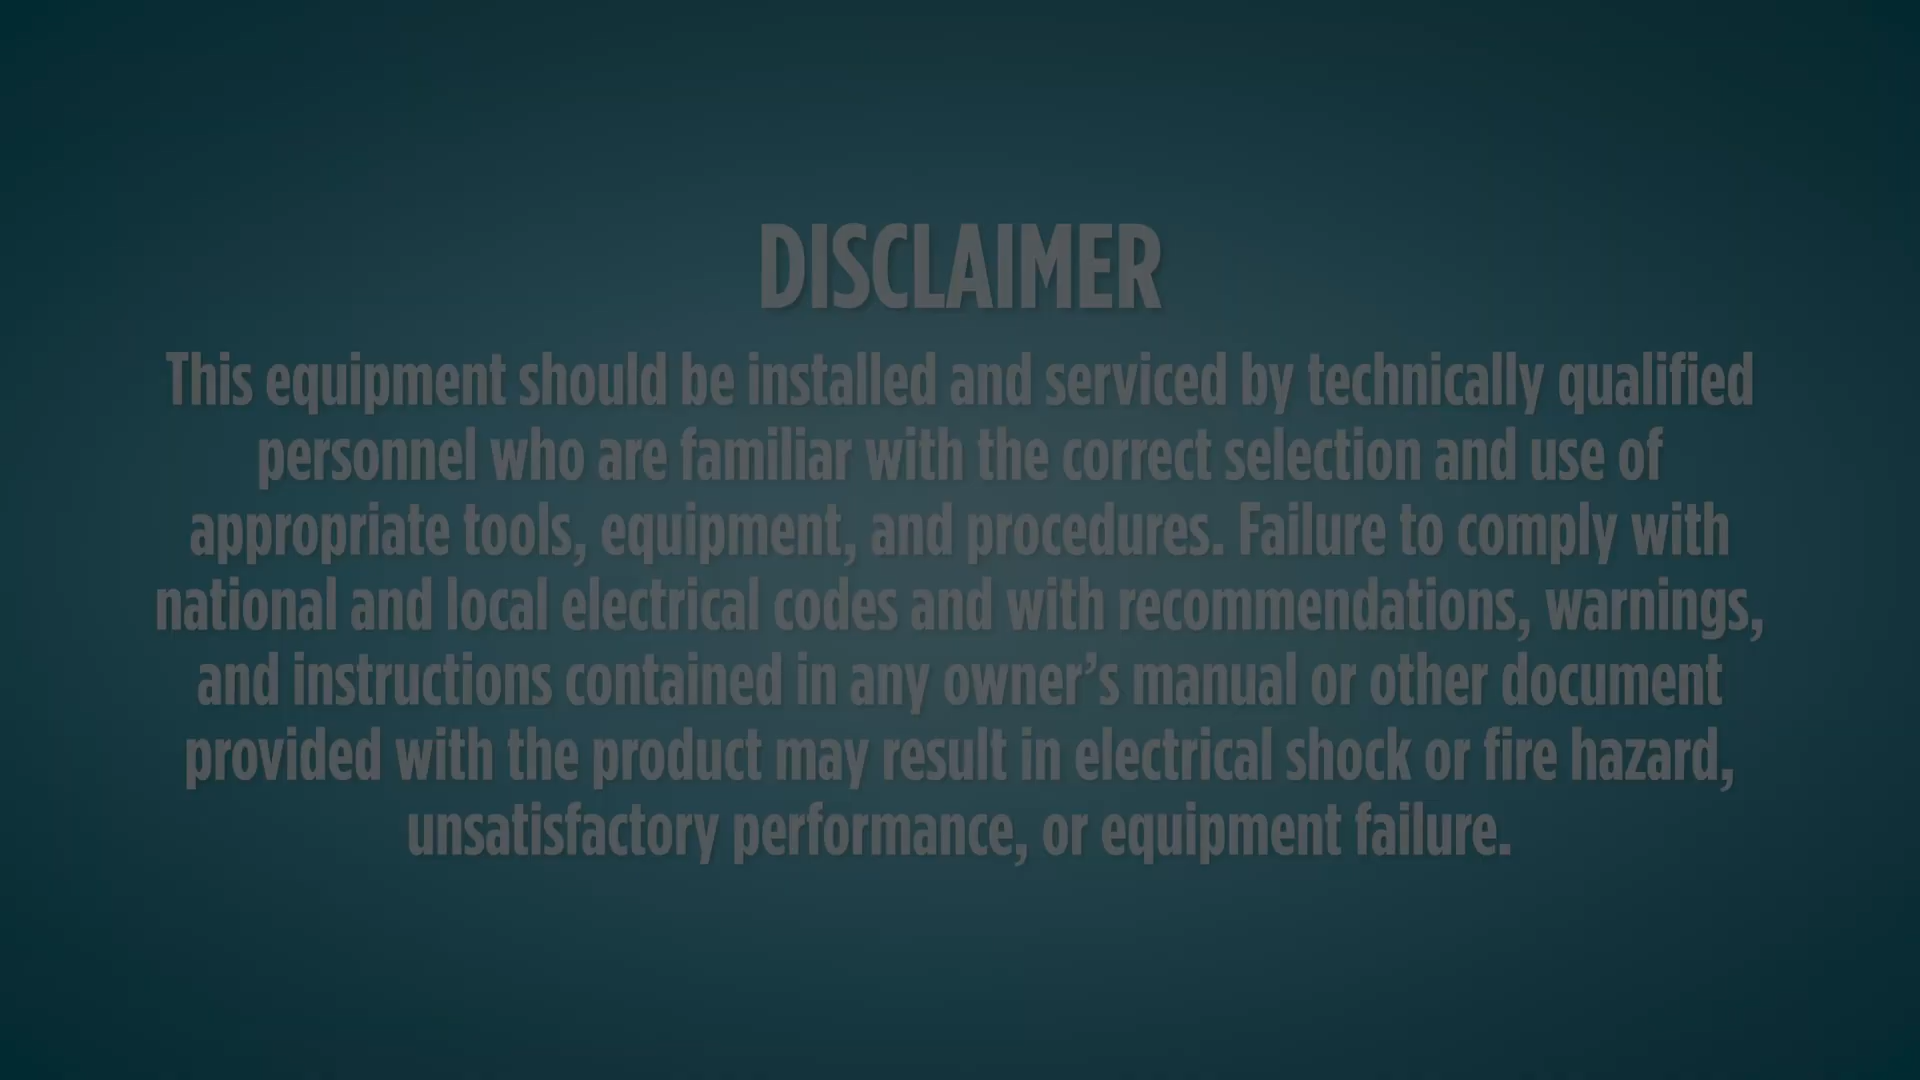 DISCLAIMER
This equipment should be installed and serviced by technically qualified
personnel who are familiar with the correct selection and use of
appropriate tools, equipment, and procedures. Failure to comply with
national and local electrical codes and with recommendations, warnings,
and instructions contained in any owner’s manual or other document
provided with the product may result in electrical shock or fire hazard,
unsatisfactory performance, or equipment failure.